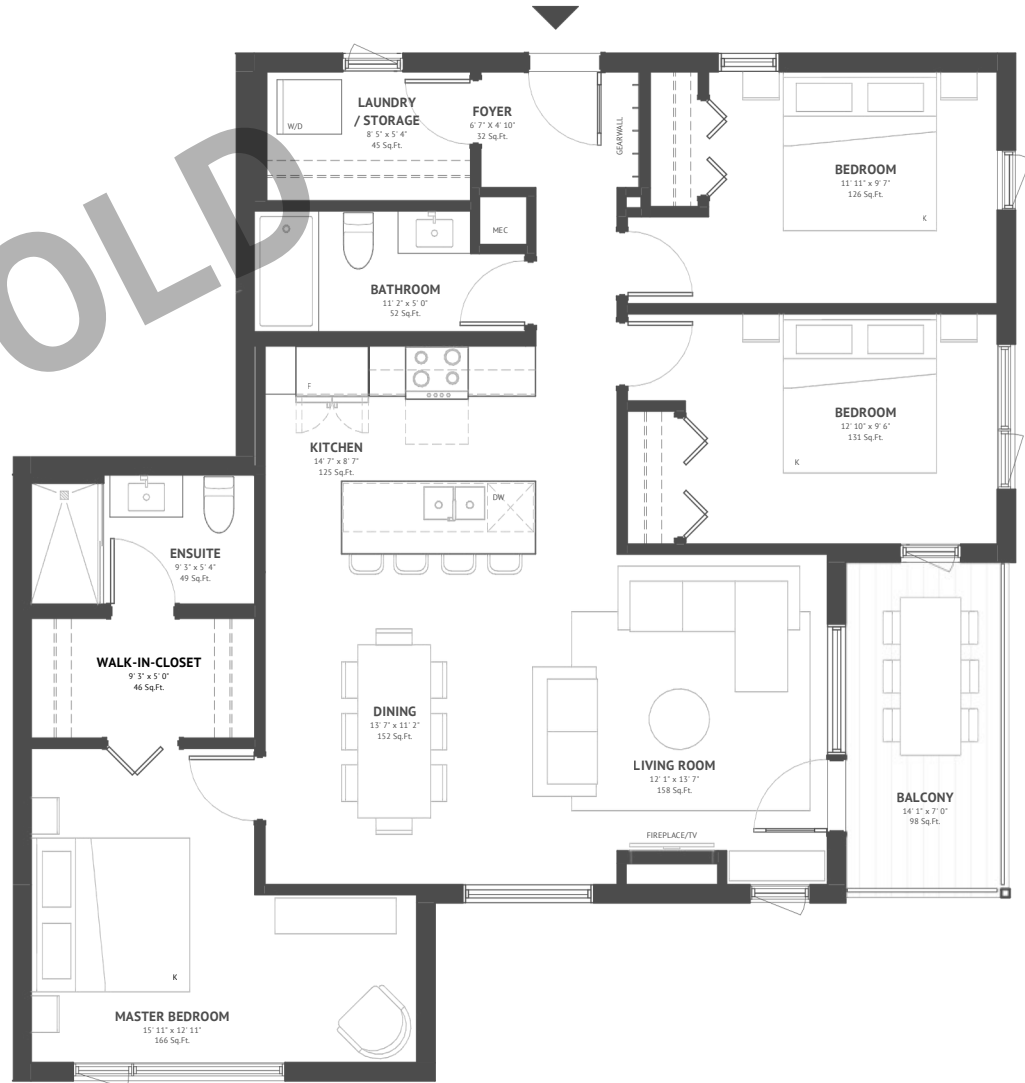 LAUNDRY
/ STORAGE
8' 5" x 5' 4"
45 Sq.Ft.
W/D
FOYER
6' 7" X 4' 10"
32 Sq.Ft.
GEARWALL
BEDROOM
11' 11" x 9' 7"
126 Sq.Ft.
K
MEC
OLD
BATHROOM
11' 2" x 5' 0"
52 Sq.Ft.
F
KITCHEN
14' 7" x 8' 7"
125 Sq.Ft.
BEDROOM
12' 10" x 9' 6"
131 Sq.Ft.
K
DW
ENSUITE
9' 3" x 5' 4"
49 Sq.Ft.
WALK-IN-CLOSET
9' 3" x 5' 0"
46 Sq.Ft.
DINING
13' 7" x 11' 2"
152 Sq.Ft.
LIVING ROOM
12' 1" x 13' 7"
158 Sq.Ft.
BALCONY
14' 1" x 7' 0"
98 Sq.Ft.
FIREPLACE/TV
K
MASTER BEDROOM
15' 11" x 12' 11"
166 Sq.Ft.